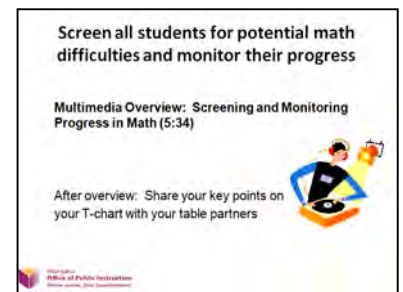 Screen all students for potential math
difficulties and monitor their progress
Multimedia Overview: Screening and Monitoring
Progress in Math (5:34)
After overview: Share your key points on
your T-chart with your table partners
Office of Public Instruction